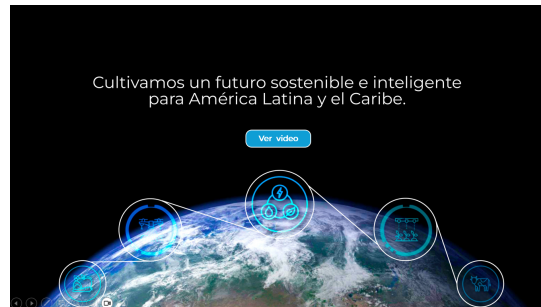 Cultivamos un futuro sostenible e inteligente
para América Latina y el Caribe.
Ver video